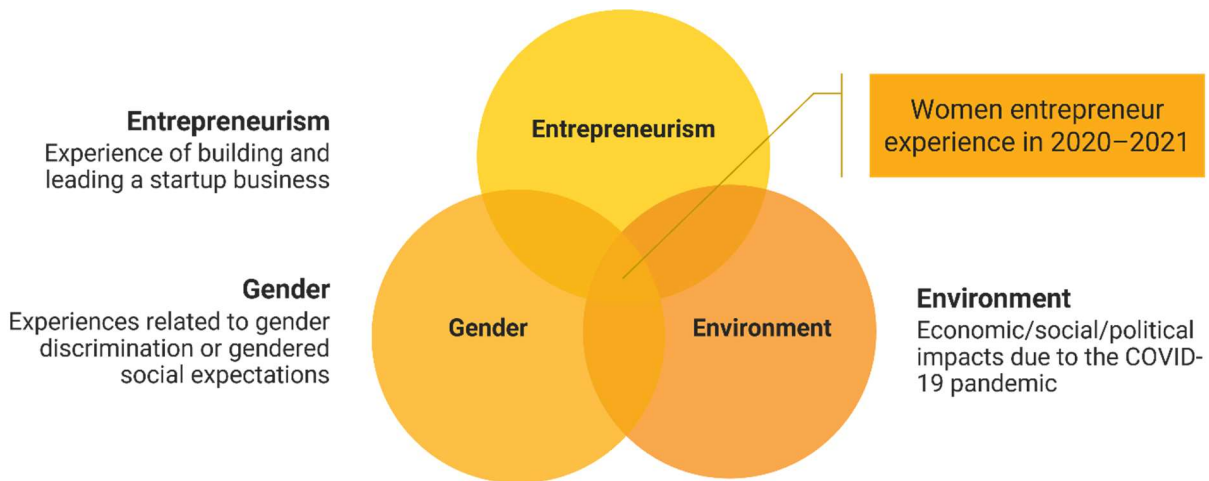 Entrepreneurism
Experience of building and
leading a startup business
Gender
Experiences related to gender
discrimination or gendered
social expectations
Entrepreneurism
Gender
Environment
Women entrepreneur
experience in 2020–2021
Environment
Economic/social/political
impacts due to the COVID-
19 pandemic